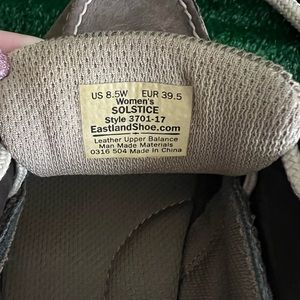 US 8.5W EUR 39.5
Women's
SOLSTICE
Style 3701-17
EastlandShoe.com
Leather Upper Balance
Man Made Materials
0316 504 Made In China